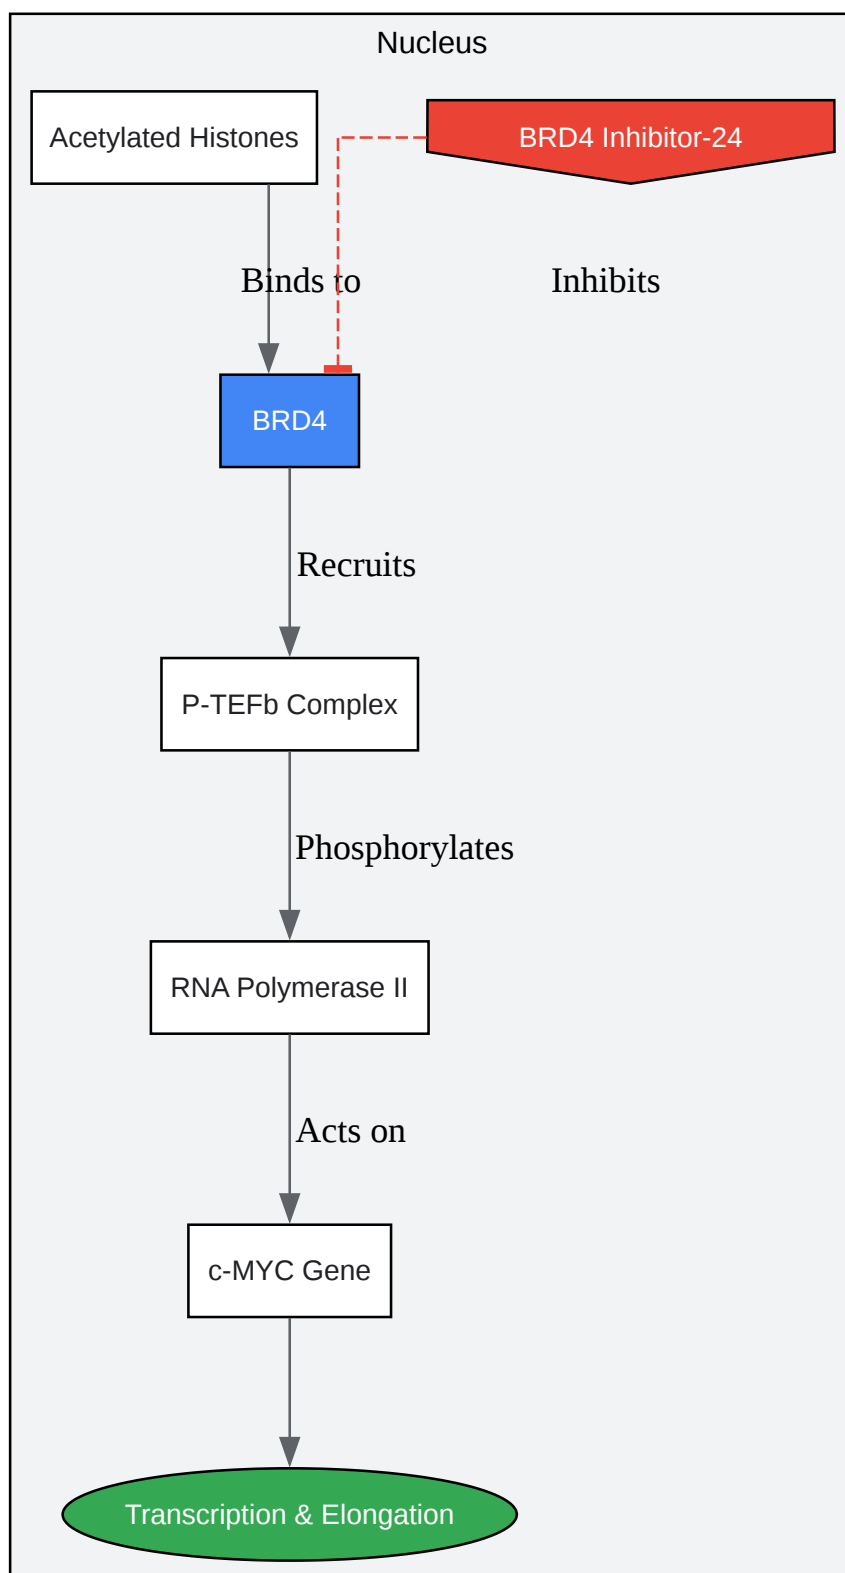 Nucleus
Acetylated Histones
BRD4 Inhibitor-24
Binds to
Inhibits
BRD4
Recruits
P-TEFb Complex
Phosphorylates
RNA Polymerase II
Acts on
c-MYC Gene
Transcription & Elongation